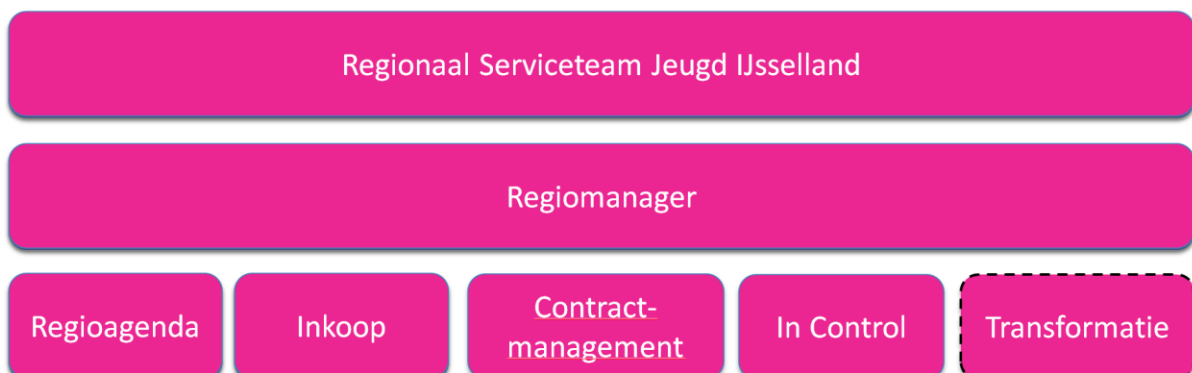 Regionaal Serviceteam Jeugd IJsselland
Regiomanager
Regioagenda
Inkoop
Contract-
management
In Control
Transformatie